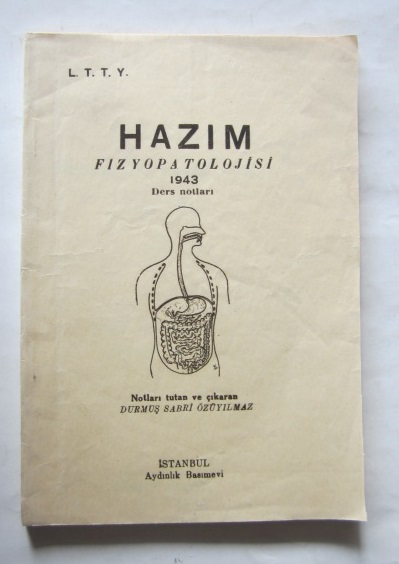 L. T. T. Y.
HAZIM
FIZYOPATOLOJİSİ
1943
Ders notları
Notları tutan ve çıkaran
DURMUŞ SABRİ ÖZÜYILMAZ
İSTANBUL
Aydınlık Basımevi